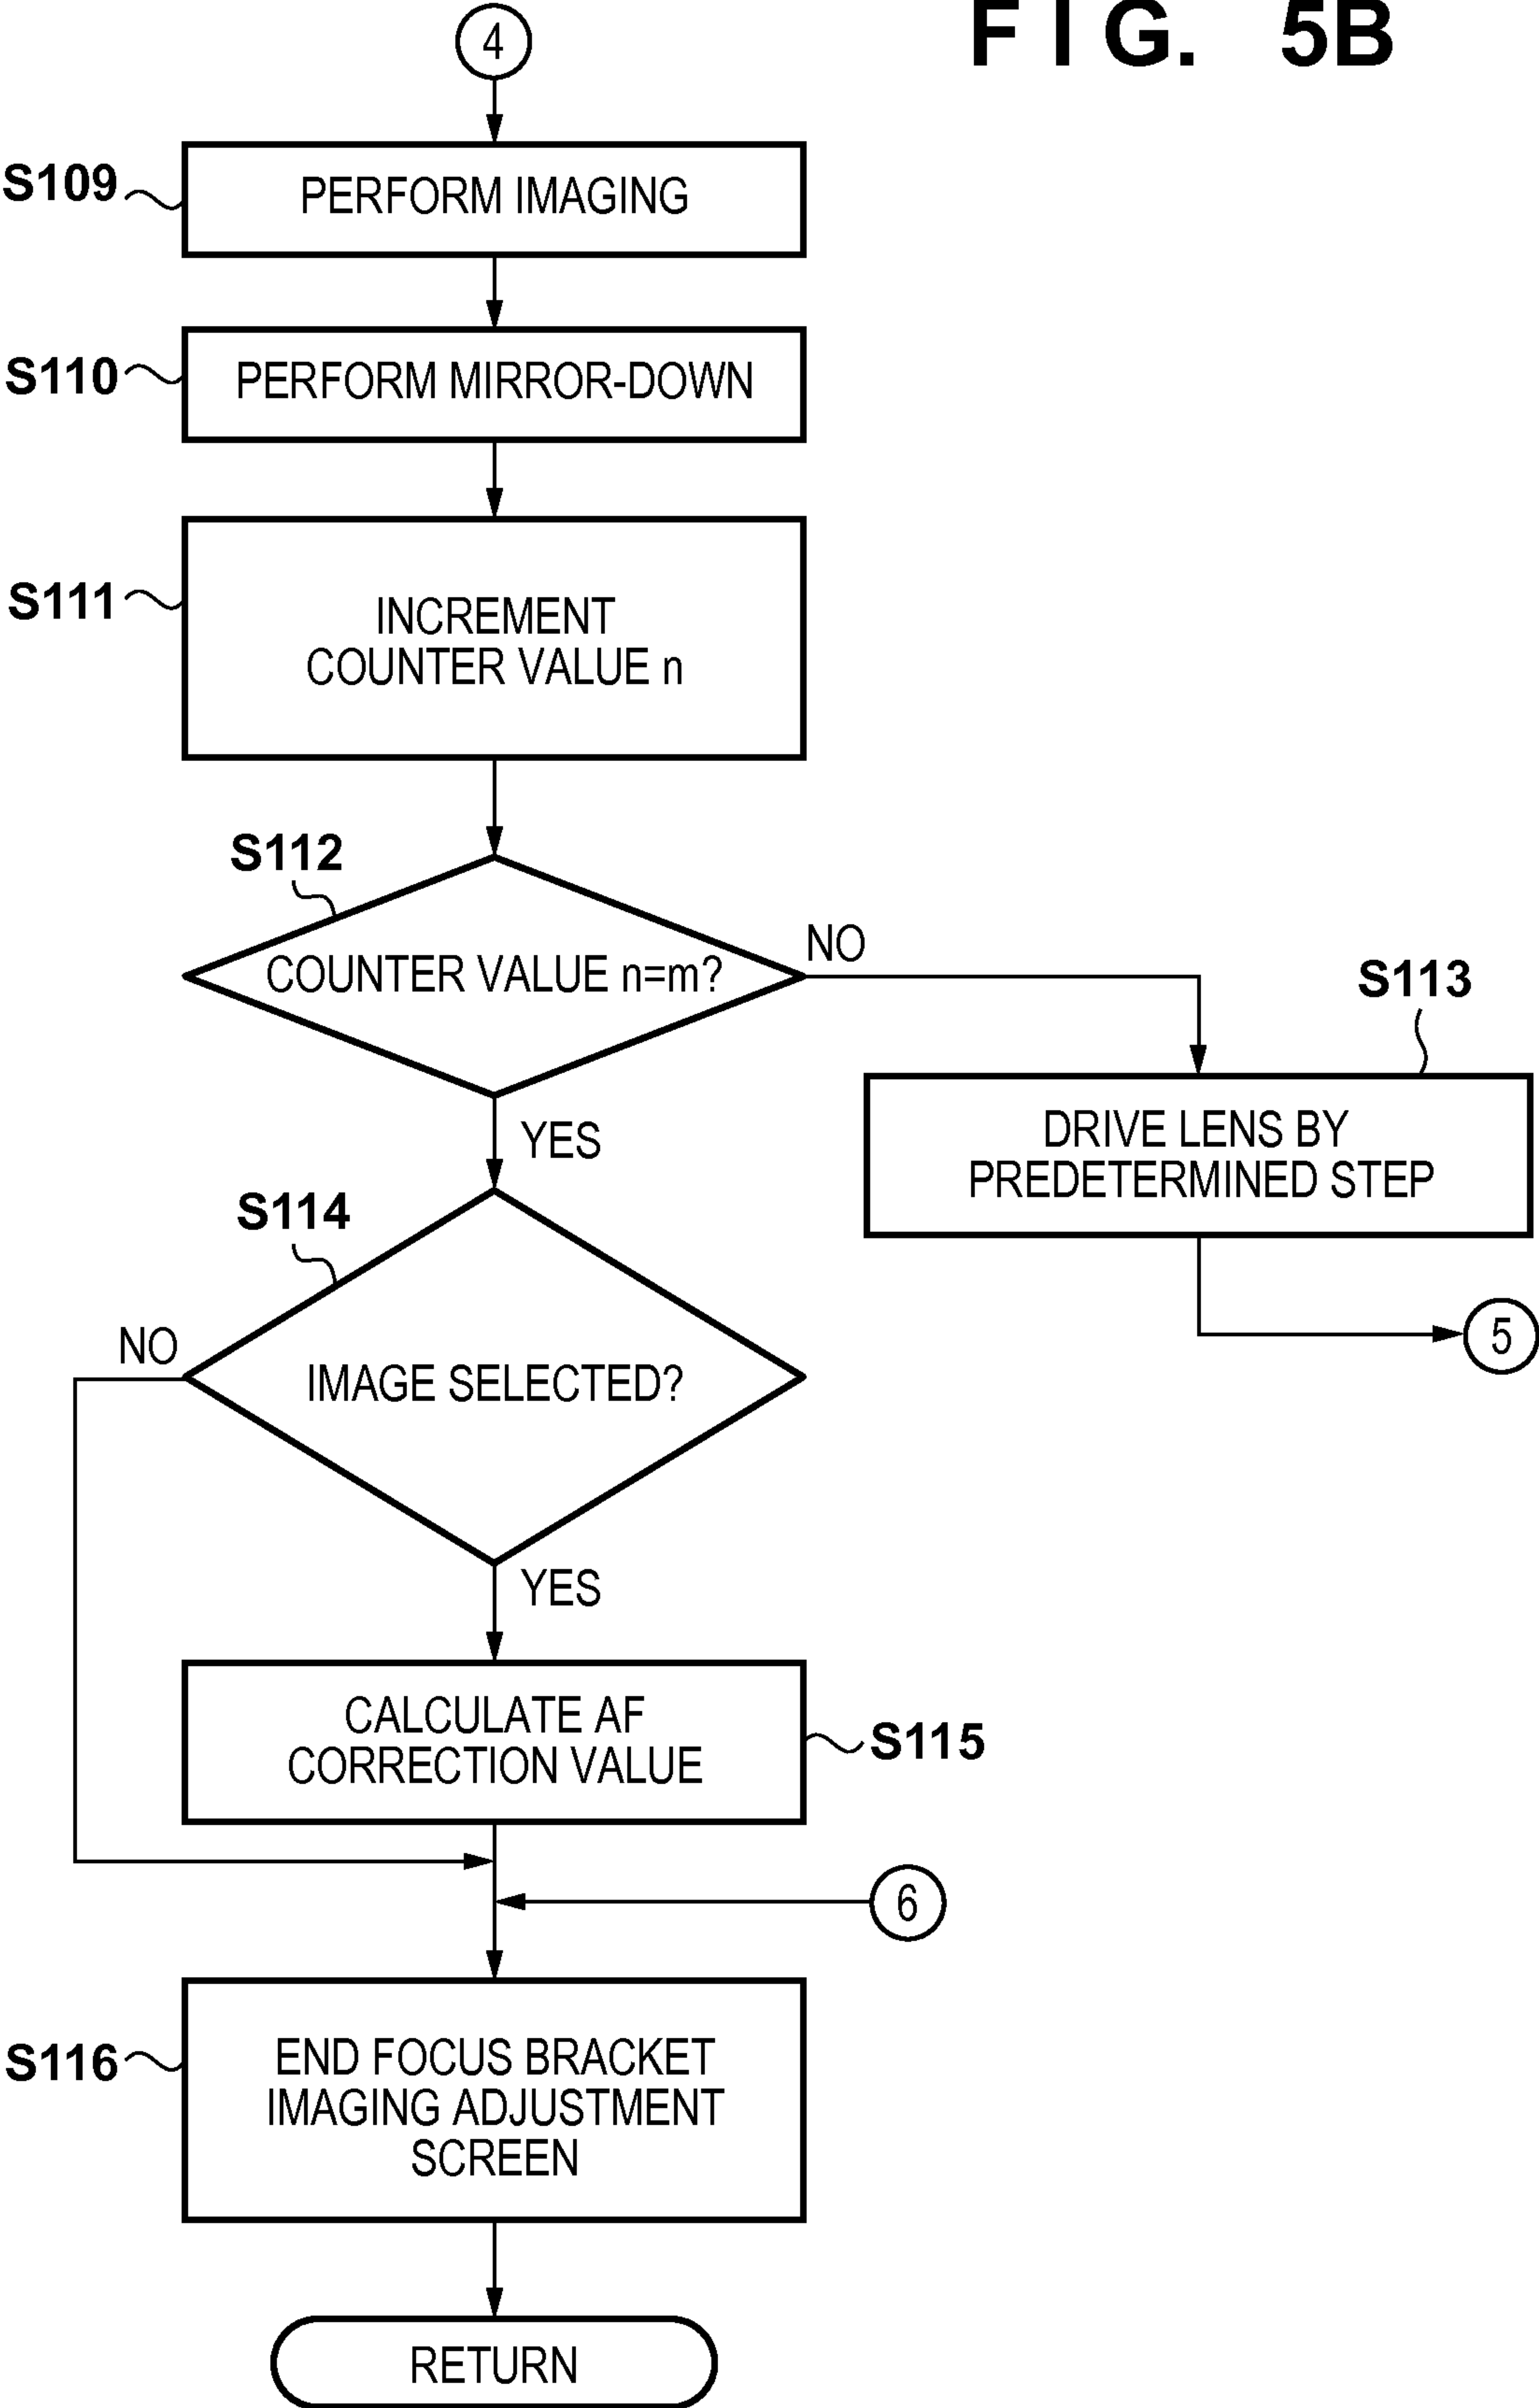 FIG. 5B
4
S109
PERFORM IMAGING
S110
PERFORM MIRROR-DOWN
S111
INCREMENT
COUNTER VALUE n
S112
COUNTER VALUE n=m?
NO
YES
S113
DRIVE LENS BY
PREDETERMINED STEP
5
S114
NO
IMAGE SELECTED?
YES
CALCULATE AF
CORRECTION VALUE
S115
6
S116
END FOCUS BRACKET
IMAGING ADJUSTMENT
SCREEN
RETURN